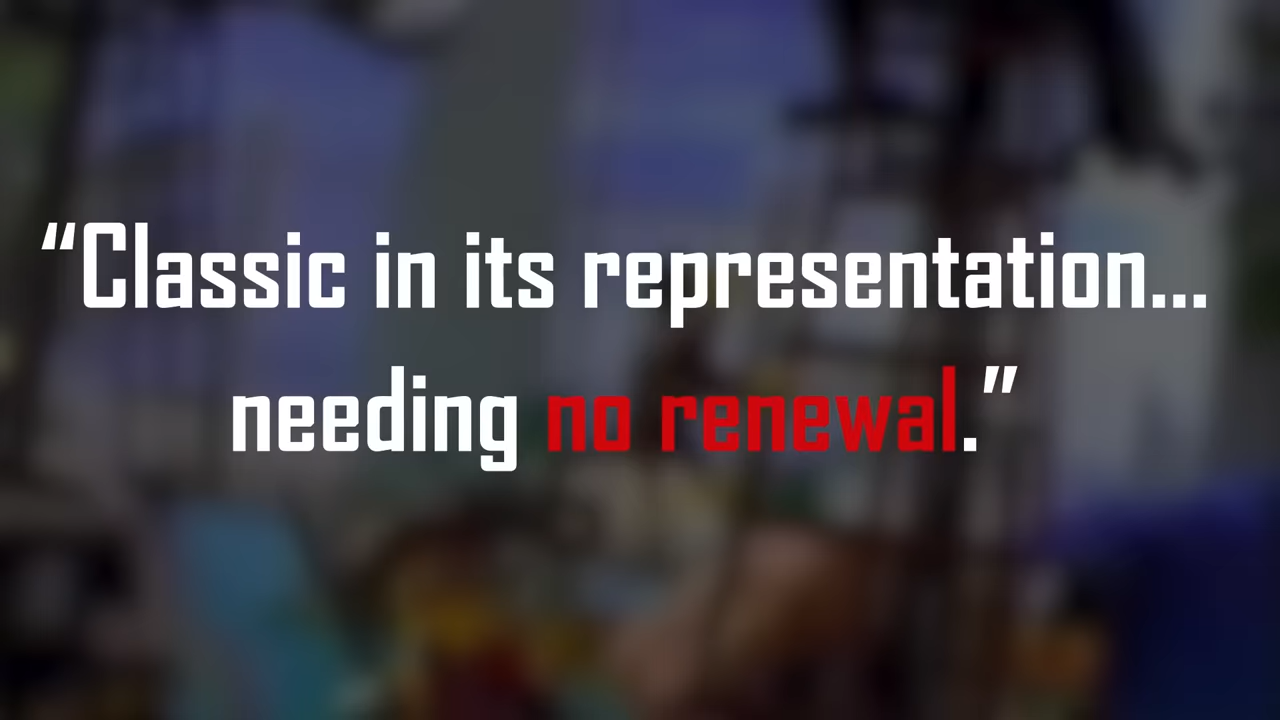 “Classic in its representation...
needing no renewal.”